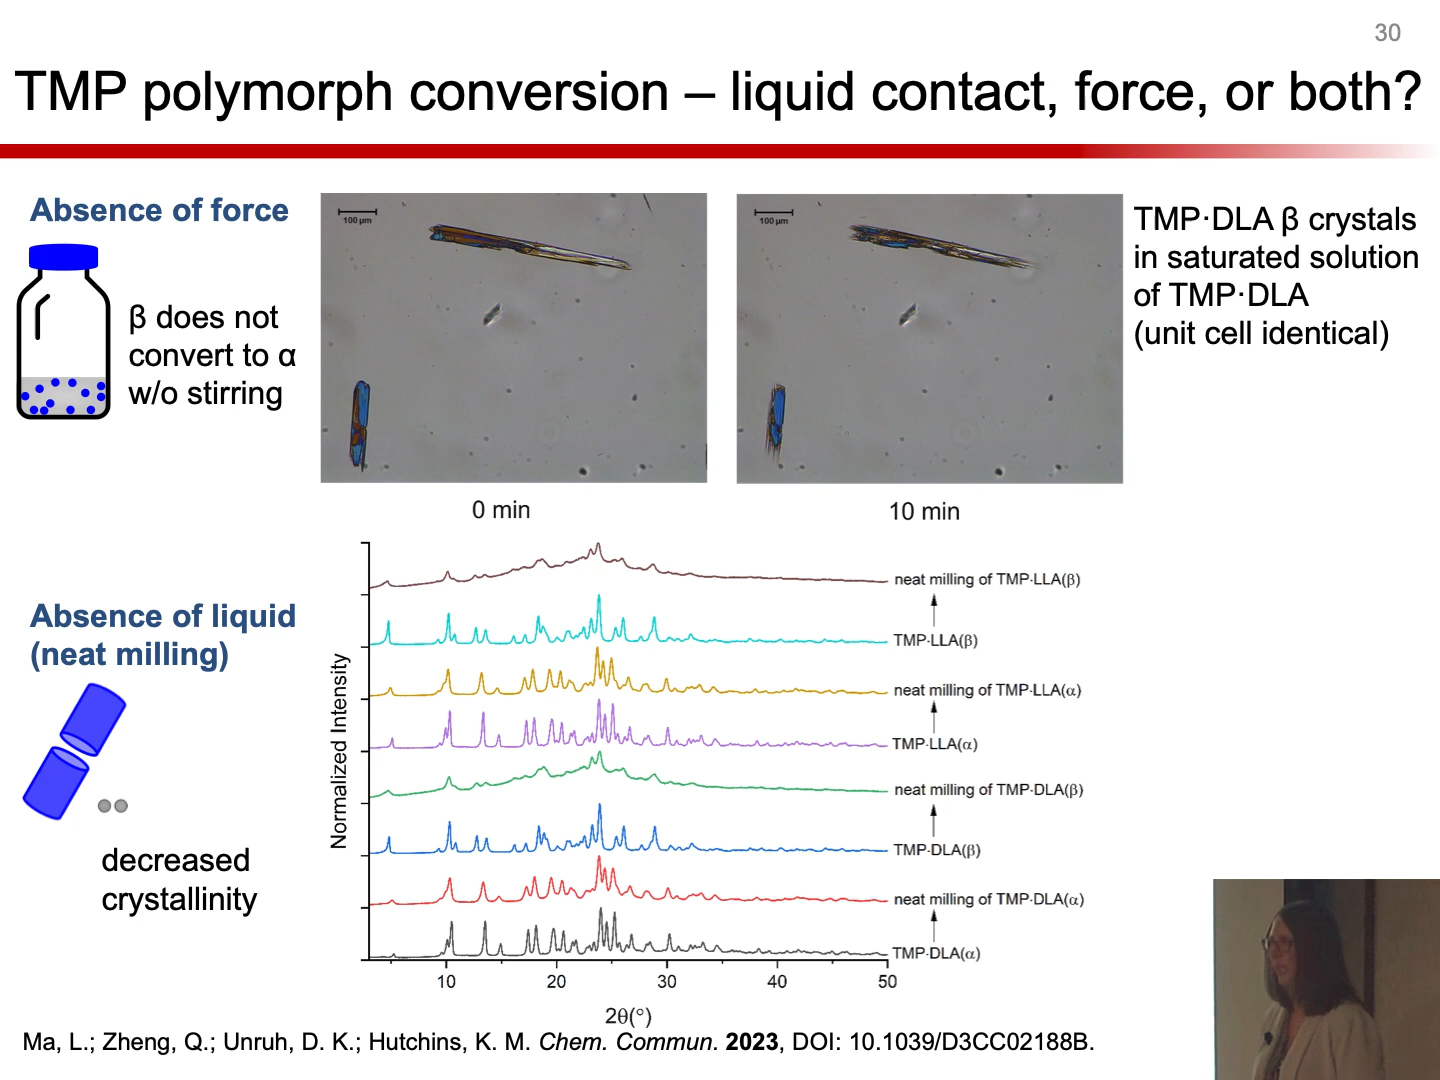 30
TMP polymorph conversion – liquid contact, force, or both?
Absence of force
β does not
convert to α
w/o stirring
100 µm
100 µm
0 min
10 min
TMP·DLA β crystals
in saturated solution
of TMP·DLA
(unit cell identical)
Absence of liquid
(neat milling)
decreased
crystallinity
Normalized Intensity
neat milling of TMP·LLA(β)
TMP·LLA(β)
neat milling of TMP·LLA(α)
TMP·LLA(α)
neat milling of TMP·DLA(β)
TMP·DLA(β)
neat milling of TMP·DLA(α)
TMP·DLA(α)
10 20 30 40 50
2θ(°)
Ma, L.; Zheng, Q.; Unruh, D. K.; Hutchins, K. M. Chem. Commun. 2023, DOI: 10.1039/D3CC02188B.